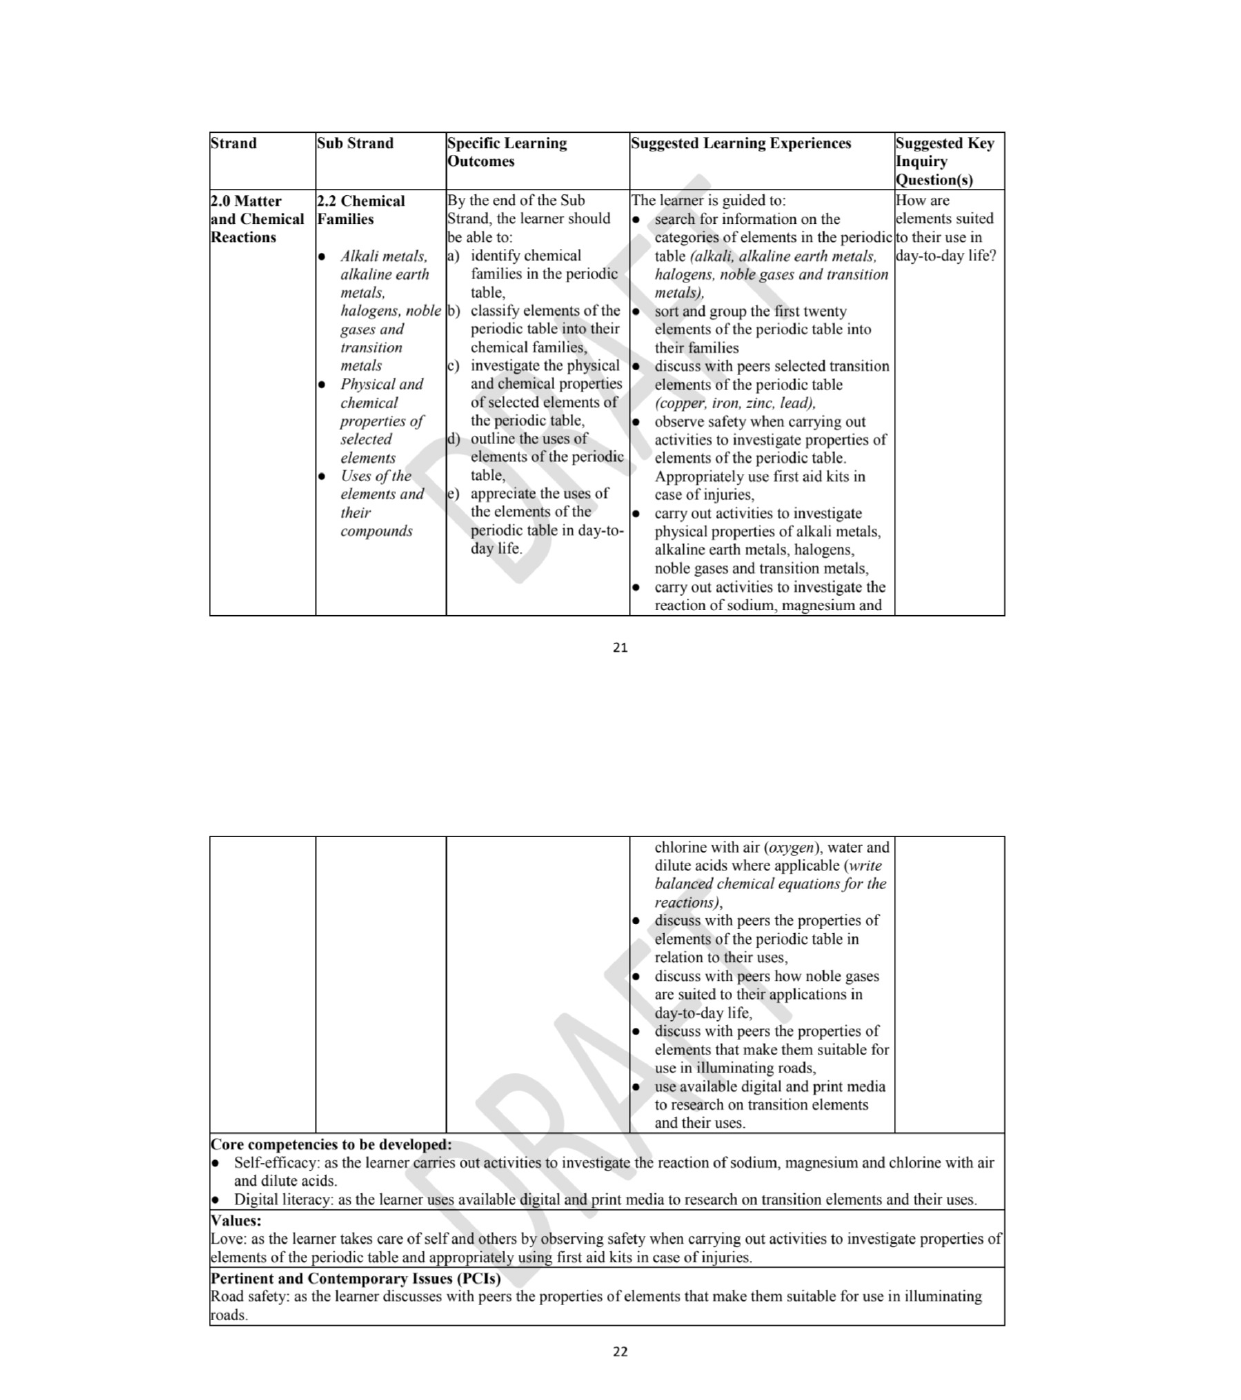 Strand
Sub Strand
Specific Learning
Outcomes
Suggested Learning Experiences
Suggested Key
Inquiry
Question(s)
2.0 Matter
and Chemical
Reactions
2.2 Chemical
Families
● Alkali metals,
alkaline earth
metals,
halogens, noble
gases and
transition
metals
● Physical and
chemical
properties of
selected
elements
● Uses of the
elements and
their
compounds
By the end of the Sub
Strand, the learner should
be able to:
a) identify chemical
families in the periodic
table,
b) classify elements of the
periodic table into their
chemical families,
c) investigate the physical
and chemical properties
of selected elements of
the periodic table,
d) outline the uses of
elements of the periodic
table,
e) appreciate the uses of
the elements of the
periodic table in day-to-
day life.
The learner is guided to:
● search for information on the
categories of elements in the periodic
table (alkali, alkaline earth metals,
halogens, noble gases and transition
metals),
● sort and group the first twenty
elements of the periodic table into
their families
● discuss with peers selected transition
elements of the periodic table
(copper, iron, zinc, lead),
● observe safety when carrying out
activities to investigate properties of
elements of the periodic table.
Appropriately use first aid kits in
case of injuries,
● carry out activities to investigate
physical properties of alkali metals,
alkaline earth metals, halogens,
noble gases and transition metals,
● carry out activities to investigate the
reaction of sodium, magnesium and
How are
elements suited
to their use in
day-to-day life?
DRAFT
21
chlorine with air (oxygen), water and
dilute acids where applicable (write
balanced chemical equations for the
reactions),
● discuss with peers the properties of
elements of the periodic table in
relation to their uses,
● discuss with peers how noble gases
are suited to their applications in
day-to-day life,
● discuss with peers the properties of
elements that make them suitable for
use in illuminating roads,
● use available digital and print media
to research on transition elements
and their uses.
Core competencies to be developed:
● Self-efficacy: as the learner carries out activities to investigate the reaction of sodium, magnesium and chlorine with air
and dilute acids.
● Digital literacy: as the learner uses available digital and print media to research on transition elements and their uses.
Values:
Love: as the learner takes care of self and others by observing safety when carrying out activities to investigate properties of
elements of the periodic table and appropriately using first aid kits in case of injuries.
Pertinent and Contemporary Issues (PCIs)
Road safety: as the learner discusses with peers the properties of elements that make them suitable for use in illuminating
roads.
DRAFT
22